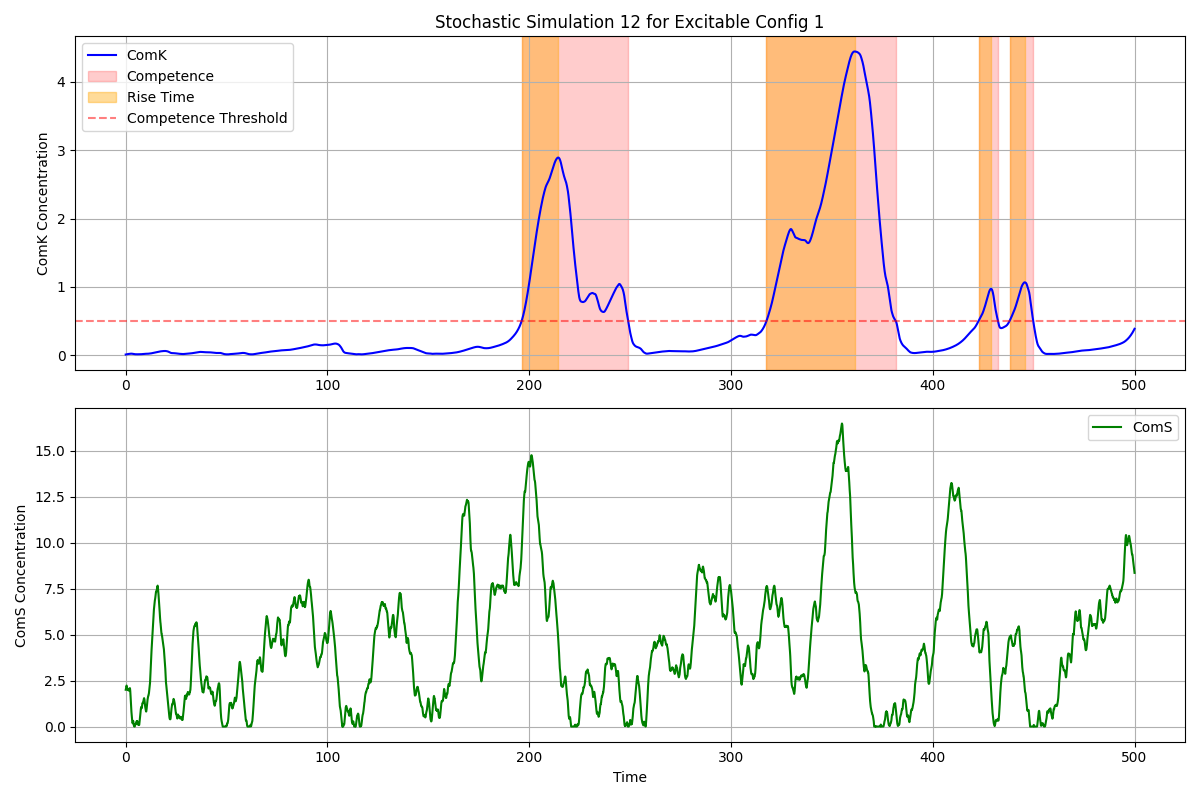 Stochastic Simulation 12 for Excitable Config 1
ComK Concentration
4
3
2
1
0
ComK
Competence
Rise Time
Competence Threshold
0 100 200 300 400 500
ComS Concentration
15.0
12.5
10.0
7.5
5.0
2.5
0.0
ComS
0 100 200 300 400 500
Time